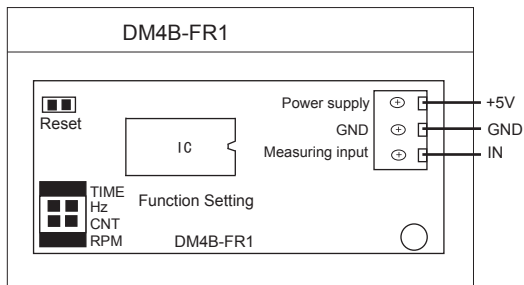 DM4B-FR1
Power supply
+5V
Reset
GND
GND
IC
Measuring input
IN
TIME
Hz
Function Setting
CNT
RPM
DM4B-FR1